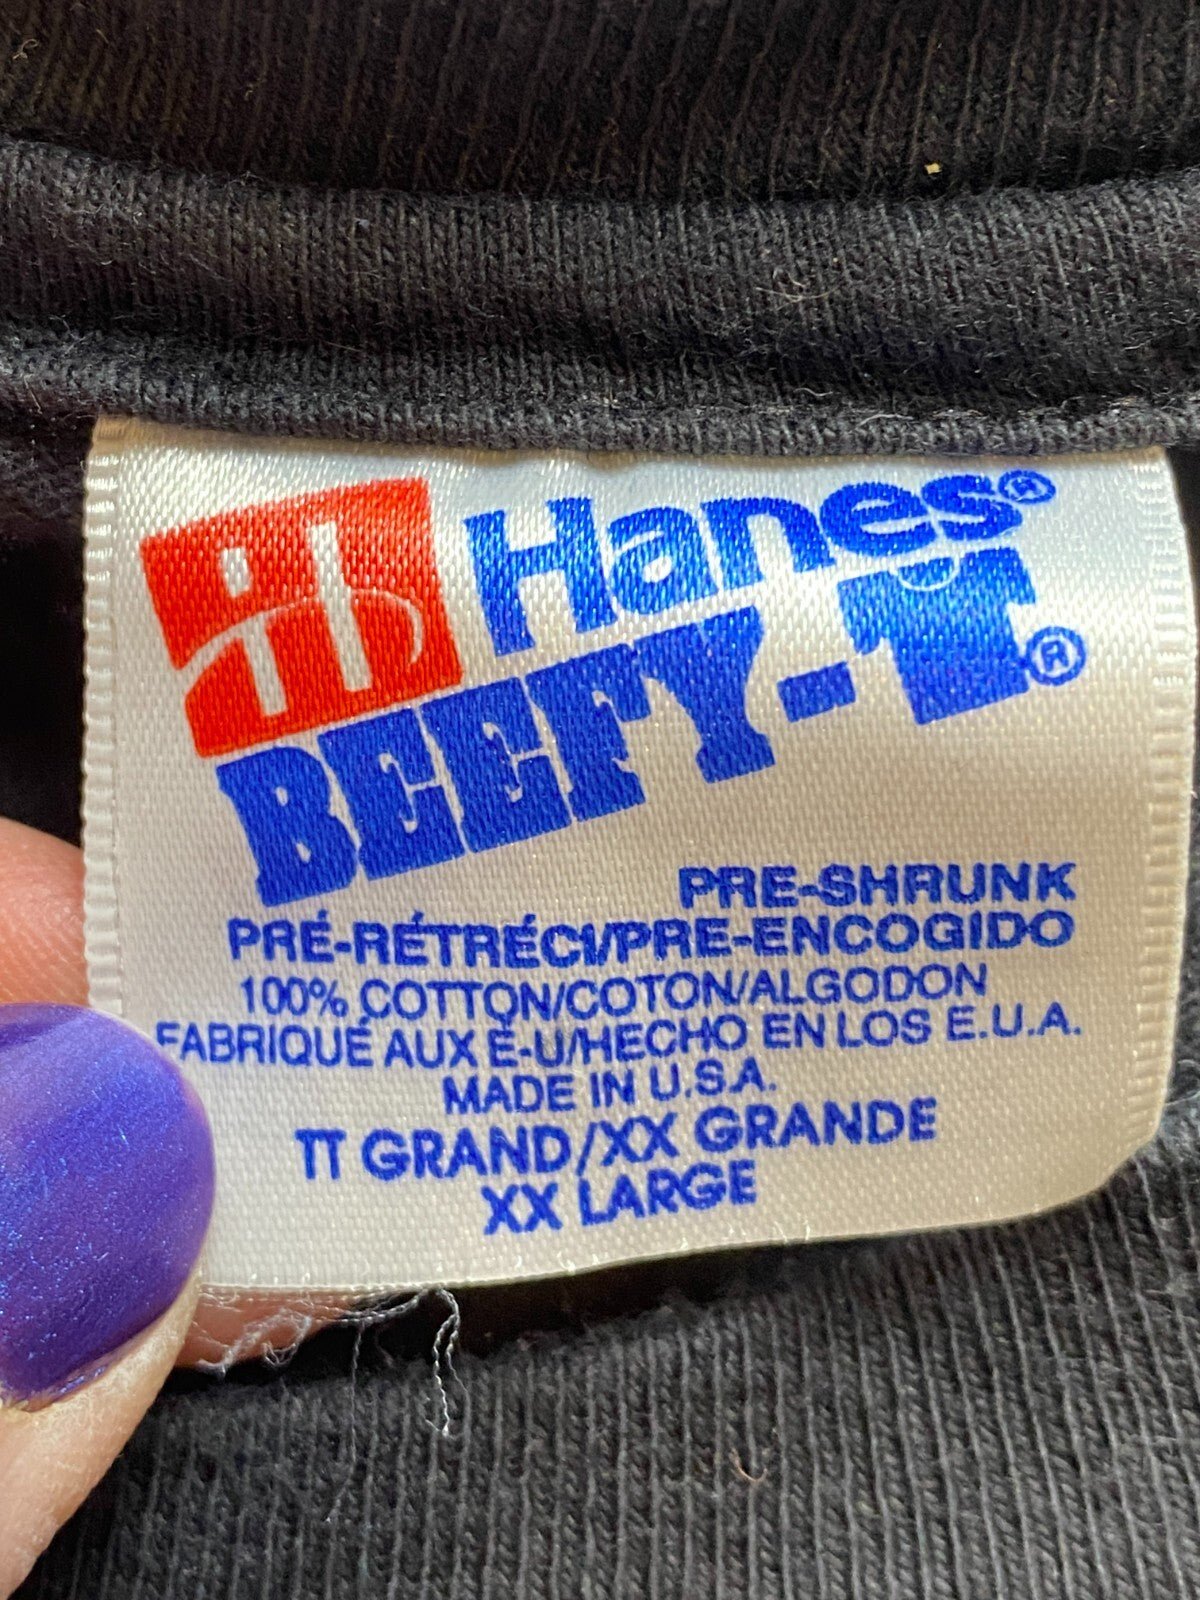 Hanes®
BEEFY-T®
PRE-SHRUNK
PRÉ-RÉTRÉCI/PRE-ENCOGIDO
100% COTTON/COTON/ALGODON
FABRIQUÉ AUX É-U/HECHO EN LOS E.U.A.
MADE IN U.S.A.
TT GRAND/XX GRANDE
XX LARGE